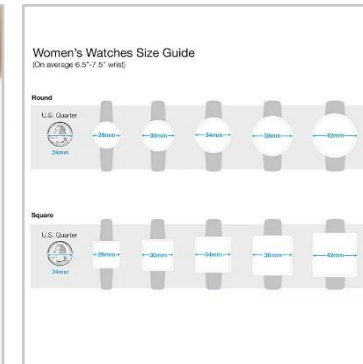 Women's Watches Size Guide
(On average 6.5"-7.5" wrist)
Round
U.S. Quarter
24mm
26mm
30mm
34mm
38mm
42mm
Square
U.S. Quarter
24mm
26mm
30mm
34mm
38mm
42mm